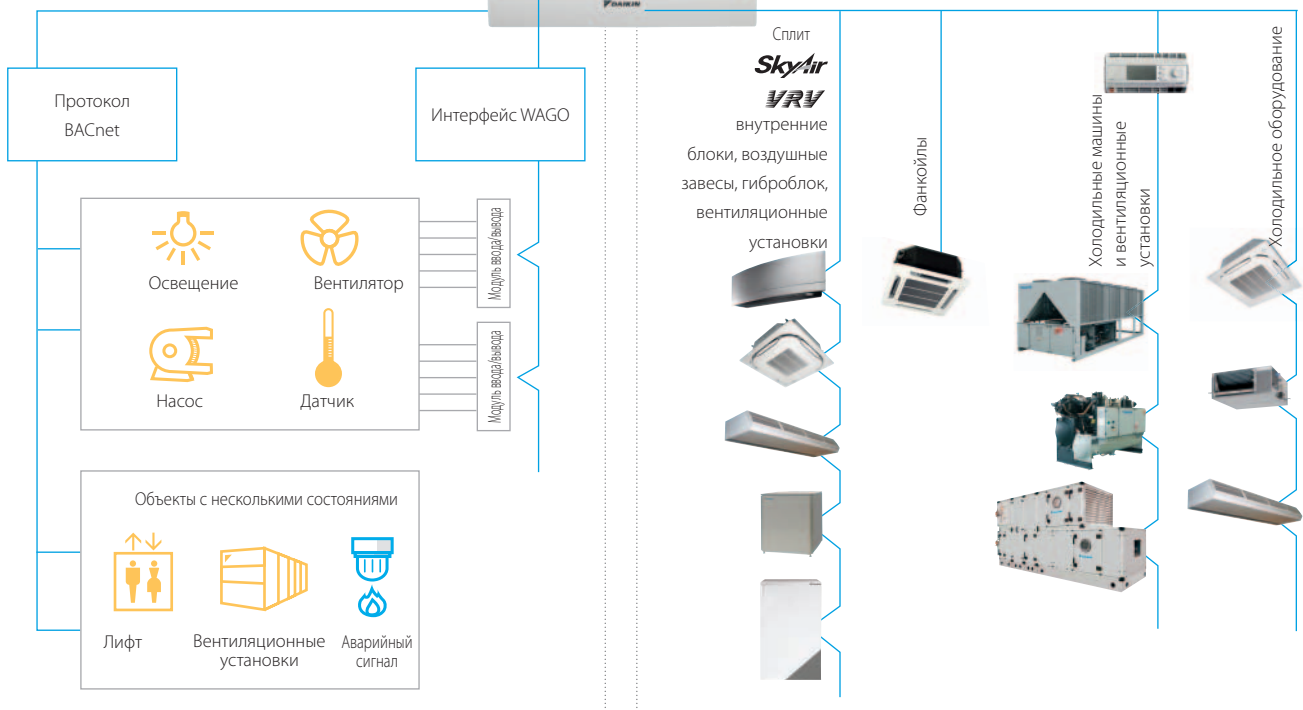 DAIKIN
Протокол
BACnet
Интерфейс WAGO
Освещение
Вентилятор
Насос
Датчик
Модуль ввода/вывода
Модуль ввода/вывода
Объекты с несколькими состояниями
Лифт
Вентиляционные
установки
Аварийный
сигнал
Сплит
SkyAir
VRV
внутренние
блоки, воздушные
завесы, гиброблок,
вентиляционные
установки
Фанкойлы
Холодильные машины
и вентиляционные
установки
Холодильное оборудование